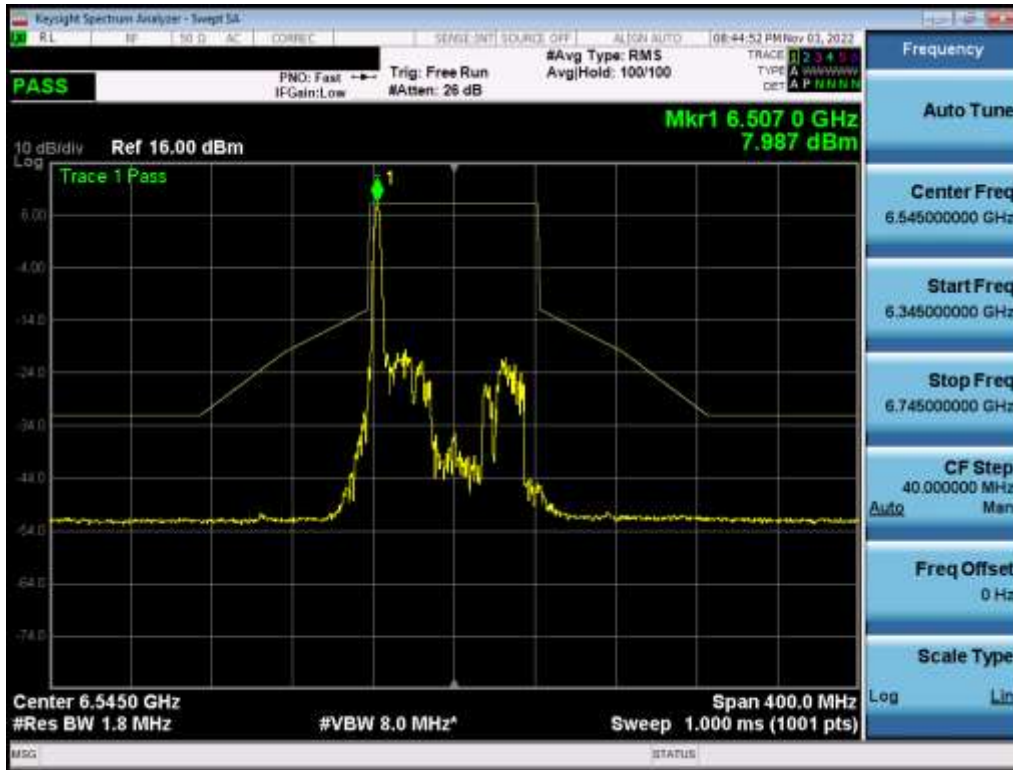 Keysight Spectrum Analyzer - Swept SA
RL RF 50 Ω AC CORREC SENSE:INT SOURCE OFF ALIGN AUTO 08:44:52 PM Nov 03, 2022
#Avg Type: RMS
TRACE 1 2 3 4 5 6
PASS
PNO: Fast
Trig: Free Run
Avg|Hold: 100/100
TYPE A WWWWW
IFGain:Low
#Atten: 26 dB
DET A P N N N N
Mkr1 6.507 0 GHz
7.987 dBm
10 dB/div
Log
Ref 16.00 dBm
Trace 1 Pass
1
6.00
-4.00
-14.0
-24.0
-34.0
-44.0
-54.0
-64.0
-74.0
Center 6.5450 GHz
Span 400.0 MHz
#Res BW 1.8 MHz
#VBW 8.0 MHz*
Sweep 1.000 ms (1001 pts)
MSG
STATUS
Frequency
Auto Tune
Center Freq
6.545000000 GHz
Start Freq
6.345000000 GHz
Stop Freq
6.745000000 GHz
CF Step
40.000000 MHz
Auto Man
Freq Offset
0 Hz
Scale Type
Log Lin